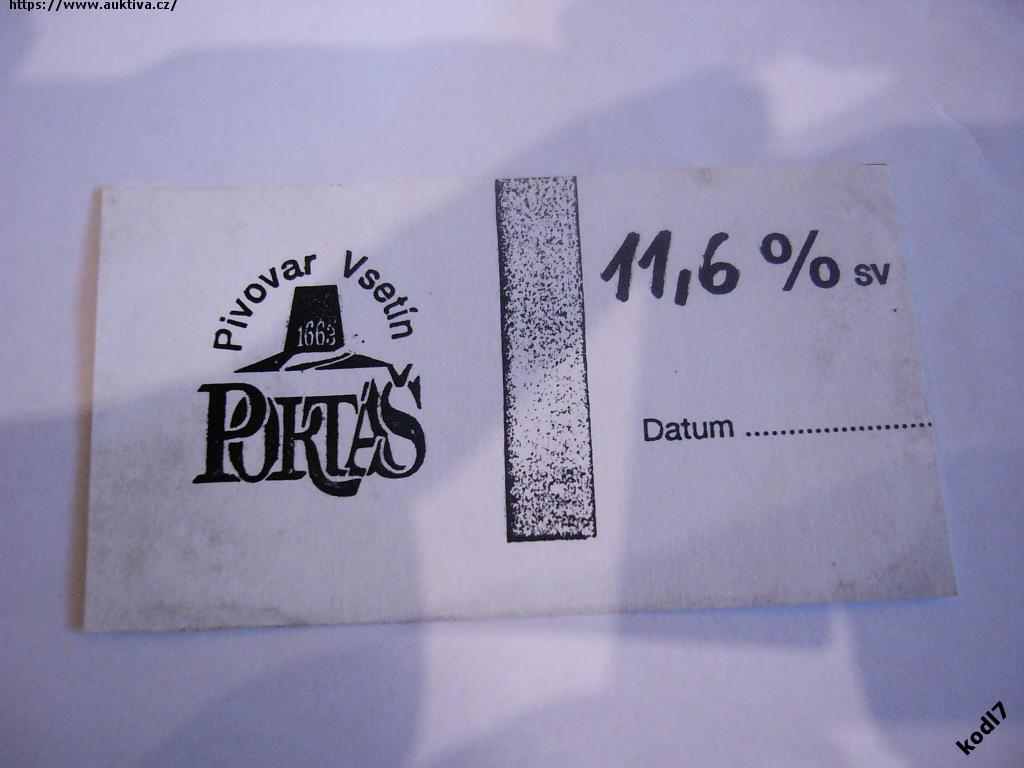 https://www.auktiva.cz/
Pivovar Vsetín
1663
PORTÁŠ
11,6 % sv
Datum ......................
kodl7